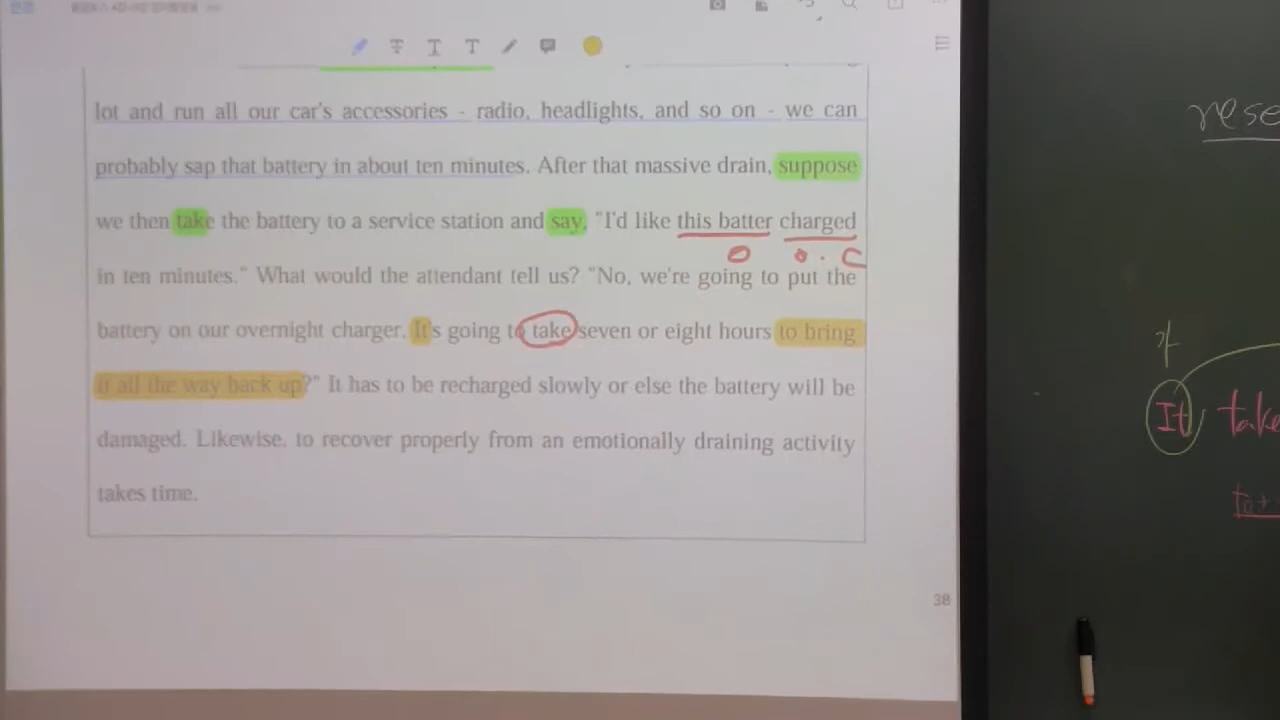 lot and run all our car's accessories - radio, headlights, and so on - we can
probably sap that battery in about ten minutes. After that massive drain, suppose
we then take the battery to a service station and say, "I'd like this batter charged
O O.C
in ten minutes." What would the attendant tell us? "No, we're going to put the
battery on our overnight charger. It's going to take seven or eight hours to bring
it all the way back up?" It has to be recharged slowly or else the battery will be
damaged. Likewise, to recover properly from an emotionally draining activity
takes time.
38
rese
가
It take